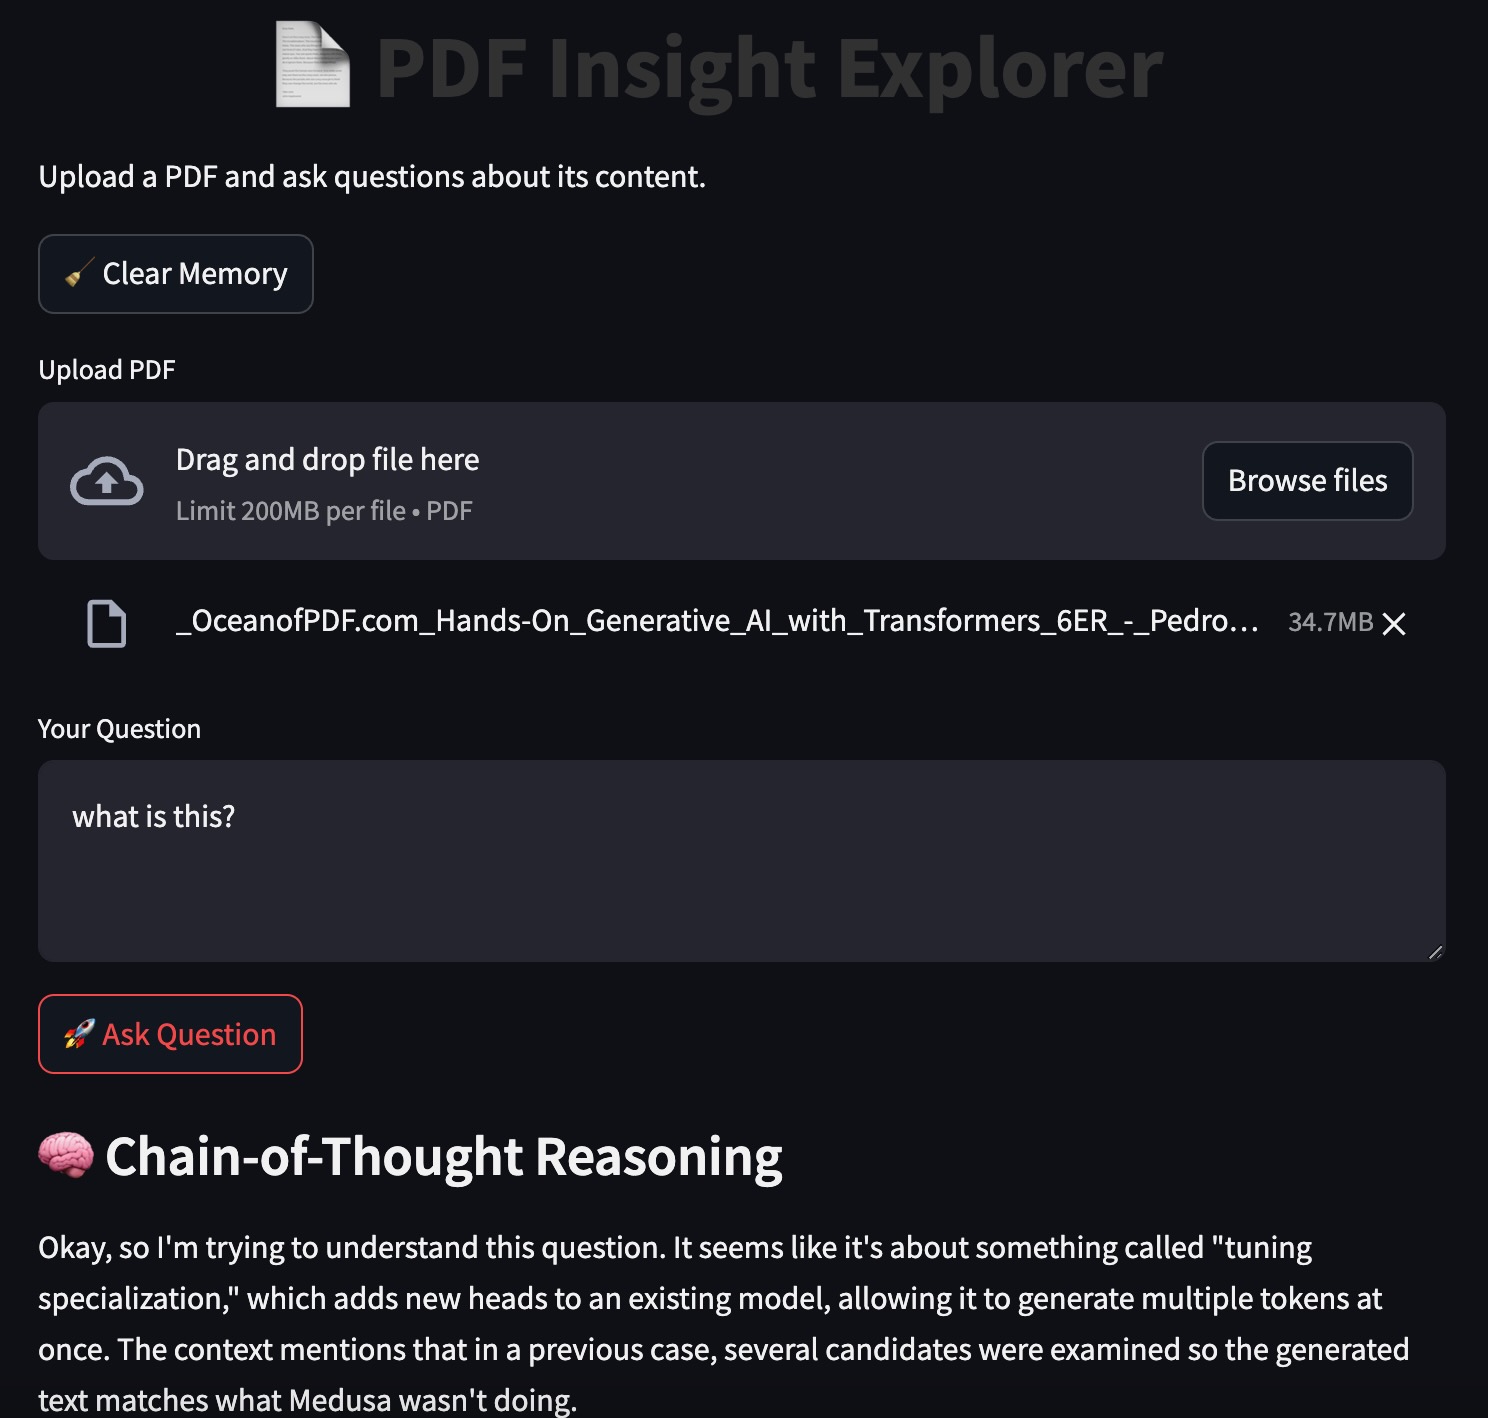 PDF Insight Explorer
Upload a PDF and ask questions about its content.
Clear Memory
Upload PDF
Drag and drop file here
Limit 200MB per file • PDF
Browse files
_OceanofPDF.com_Hands-On_Generative_AI_with_Transformers_6ER_-_Pedro...
34.7MB
Your Question
what is this?
Ask Question
Chain-of-Thought Reasoning
Okay, so I'm trying to understand this question. It seems like it's about something called "tuning
specialization," which adds new heads to an existing model, allowing it to generate multiple tokens at
once. The context mentions that in a previous case, several candidates were examined so the generated
text matches what Medusa wasn't doing.